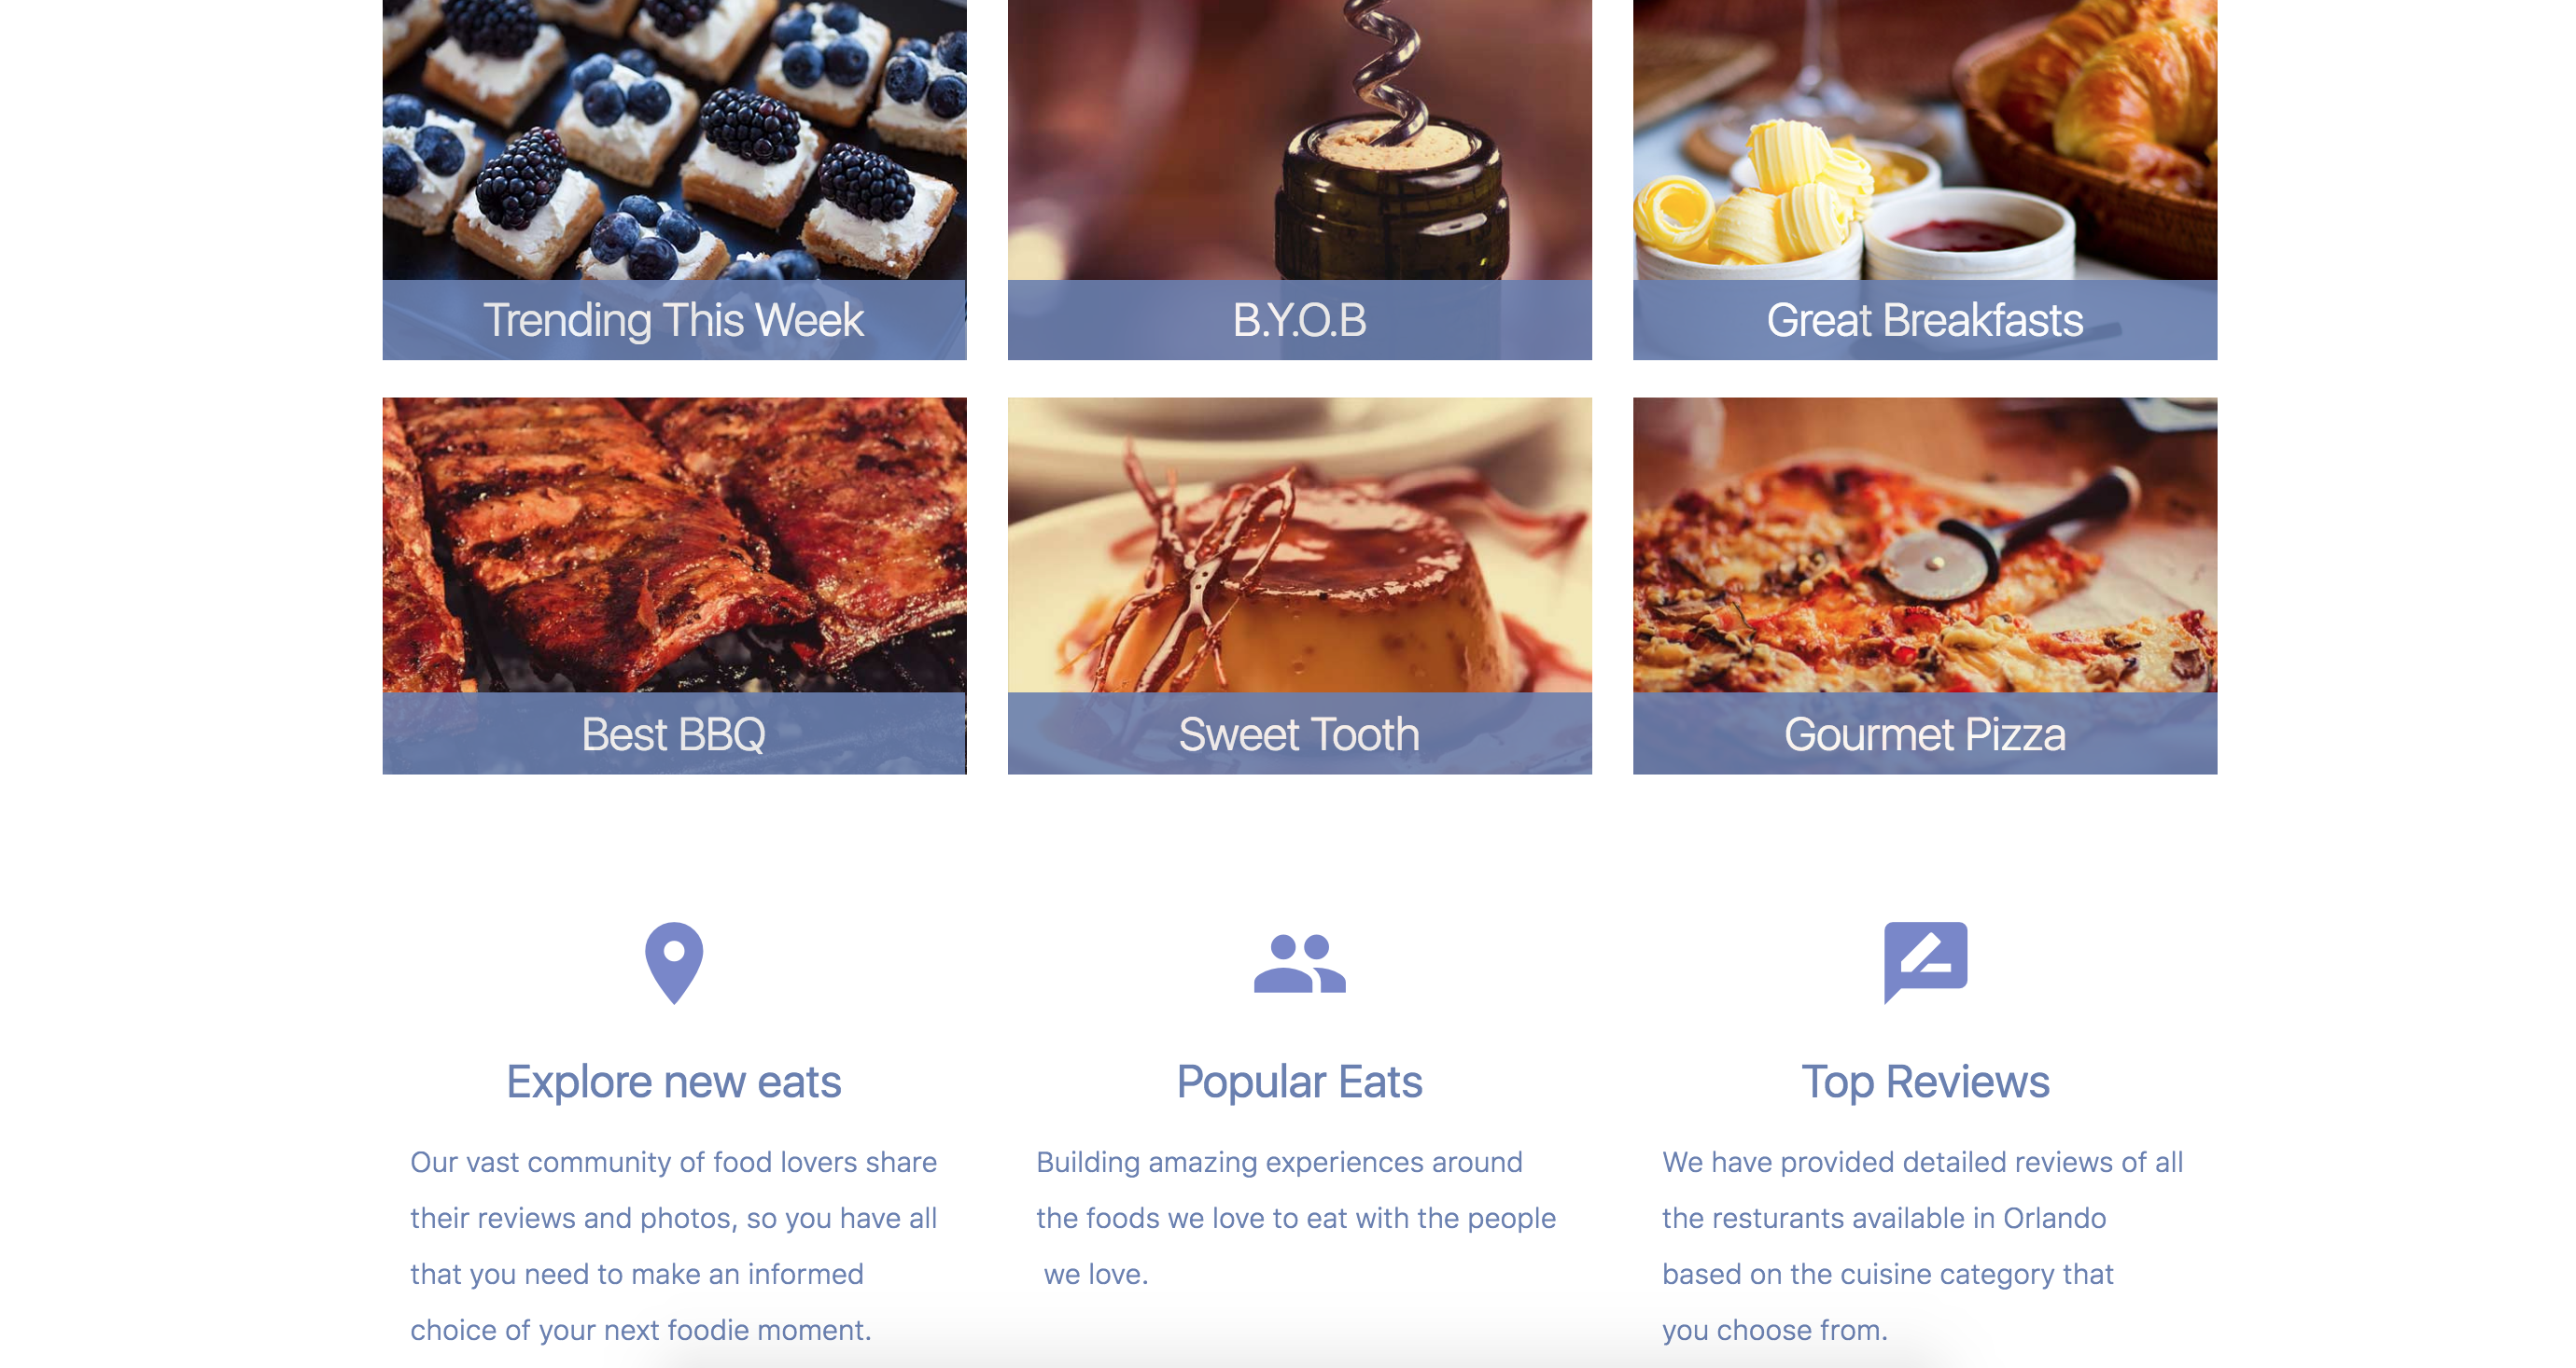 Trending This Week
B.Y.O.B
Great Breakfasts
Best BBQ
Sweet Tooth
Gourmet Pizza
Explore new eats
Our vast community of food lovers share
their reviews and photos, so you have all
that you need to make an informed
choice of your next foodie moment.
Popular Eats
Building amazing experiences around
the foods we love to eat with the people
we love.
Top Reviews
We have provided detailed reviews of all
the resturants available in Orlando
based on the cuisine category that
you choose from.